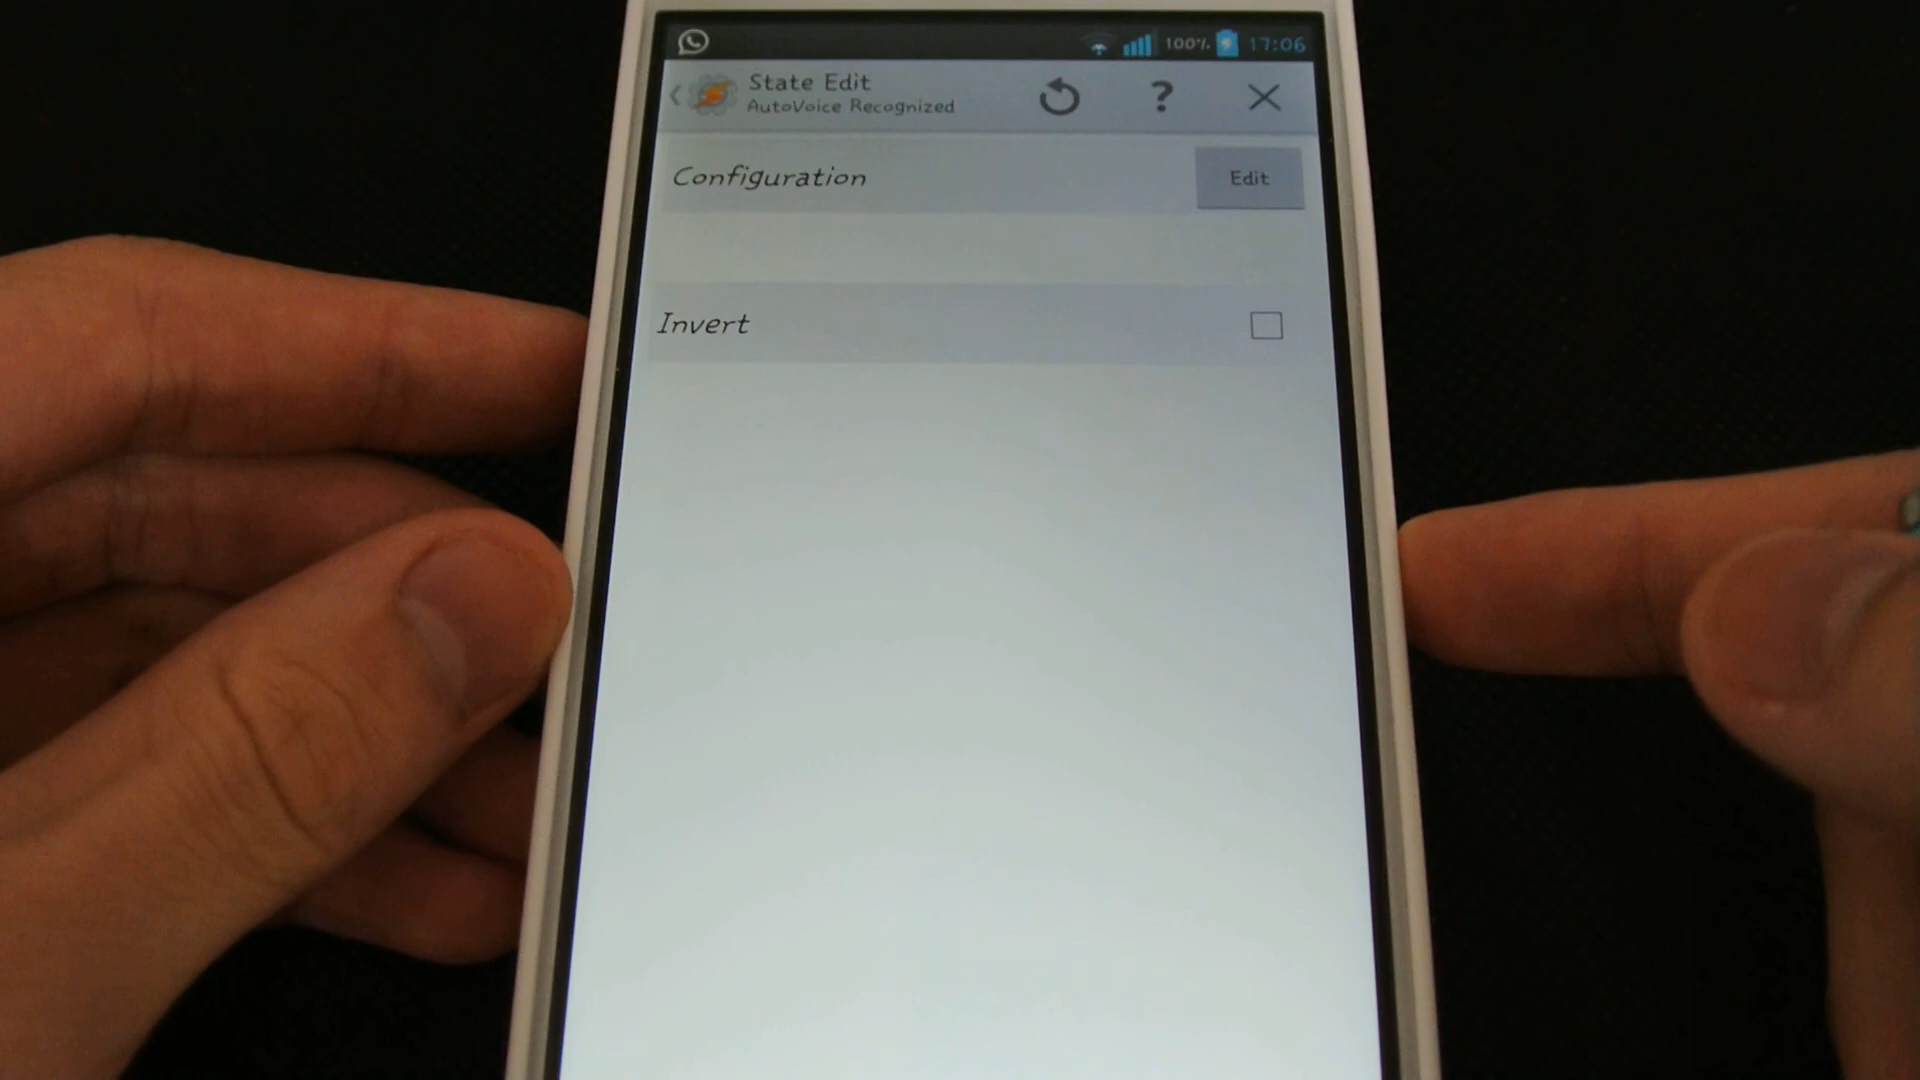 100% 17:06
State Edit
AutoVoice Recognized
?
Configuration
Edit
Invert